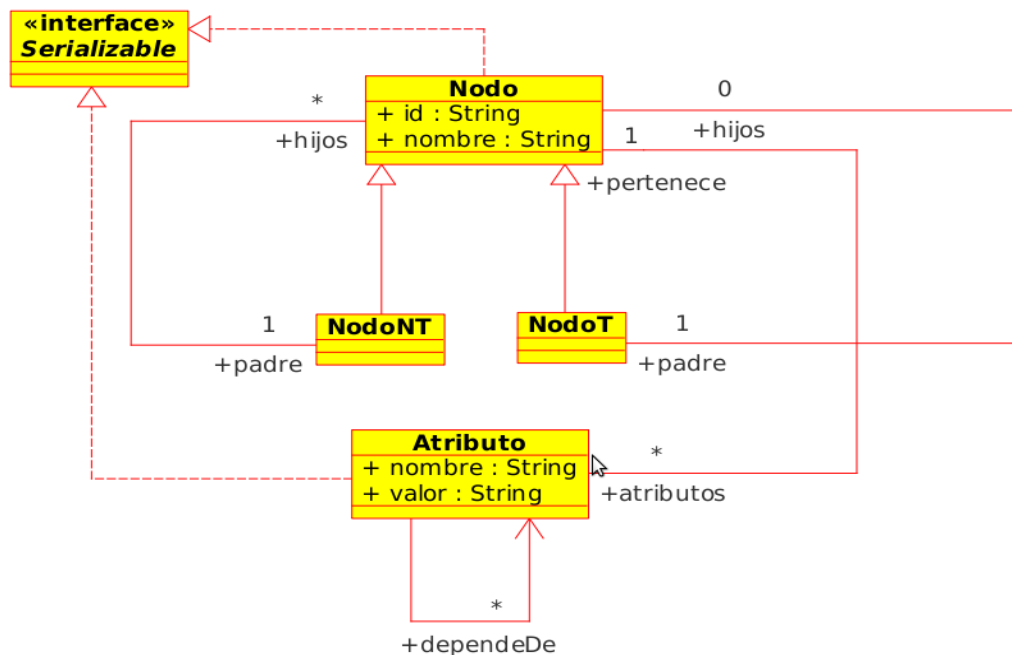 «interface»
Serializable
Nodo
+ id : String
+ nombre : String
*
+hijos
0
+hijos
1
+pertenece
NodoNT
1
+padre
NodoT
1
+padre
Atributo
+ nombre : String
+ valor : String
*
+atributos
*
+dependeDe